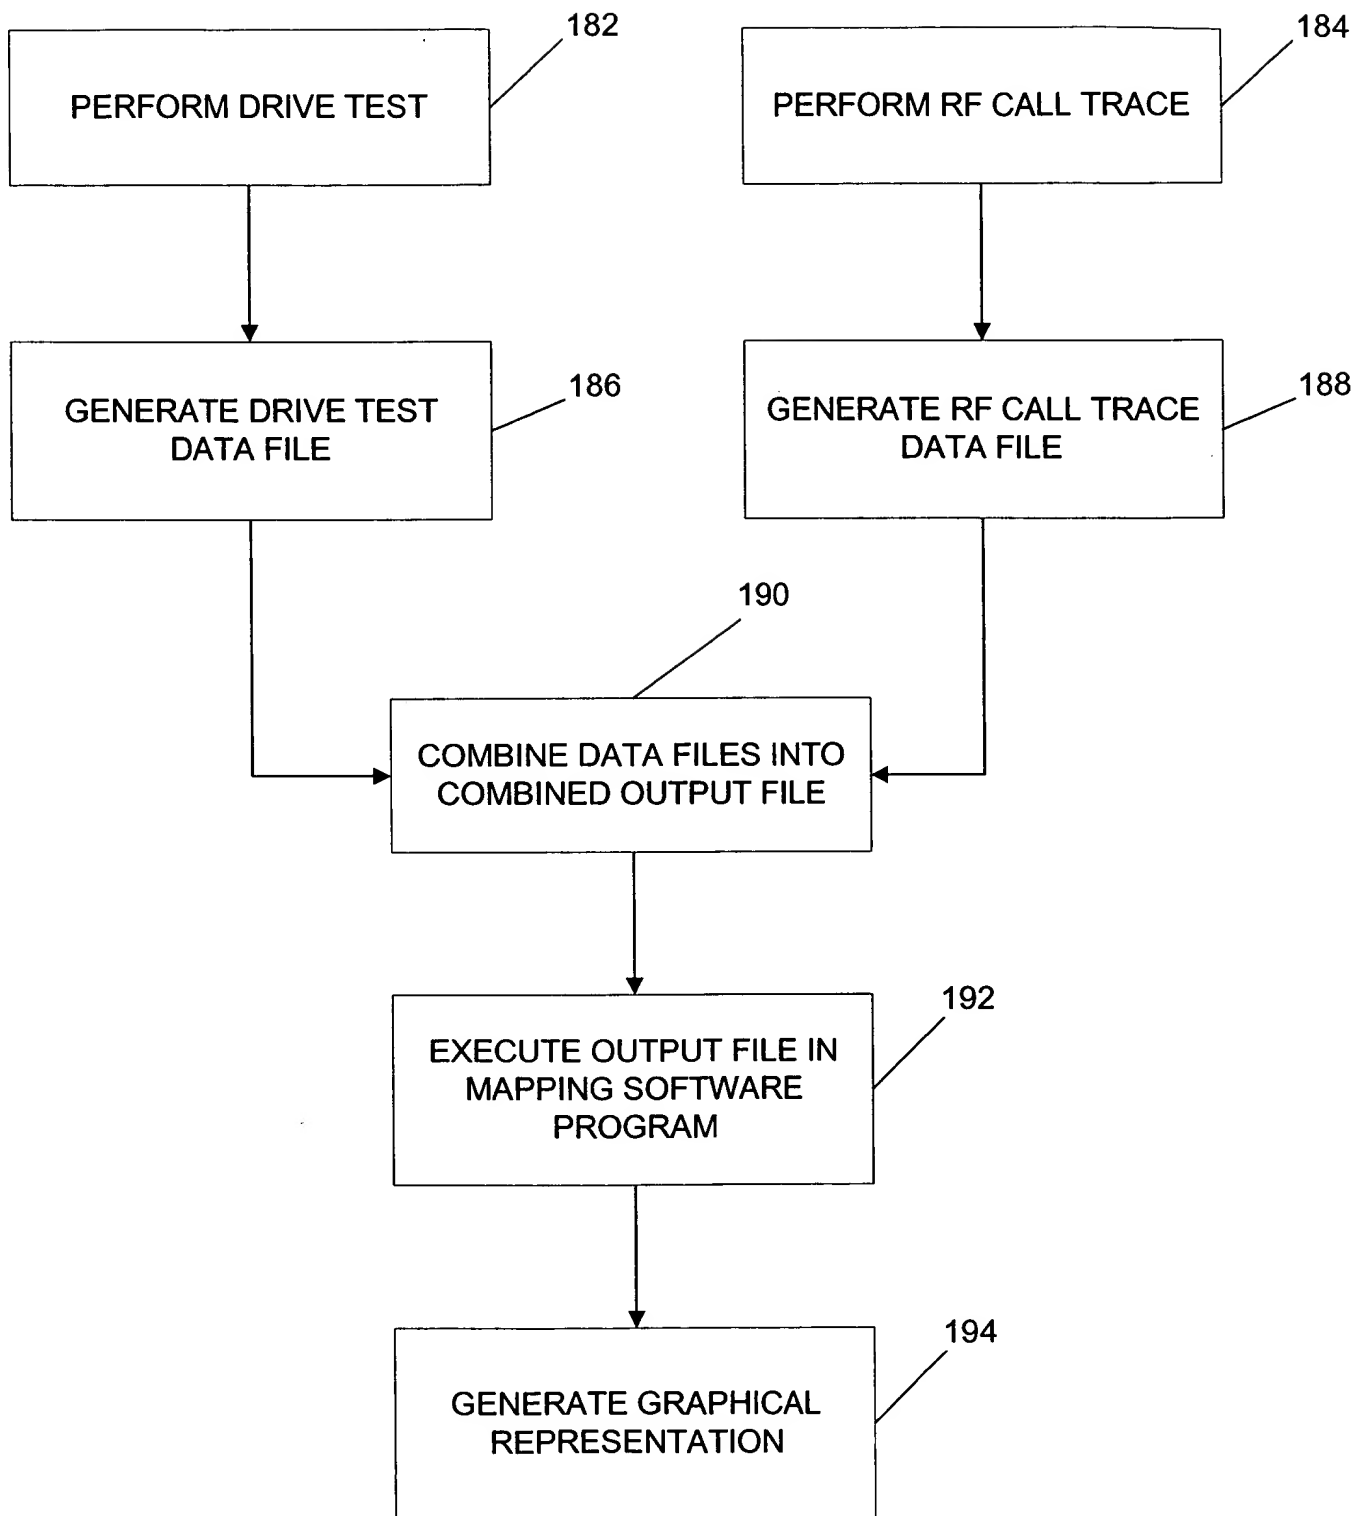 182
184
PERFORM DRIVE TEST
PERFORM RF CALL TRACE
186
188
GENERATE DRIVE TEST
DATA FILE
GENERATE RF CALL TRACE
DATA FILE
190
COMBINE DATA FILES INTO
COMBINED OUTPUT FILE
192
EXECUTE OUTPUT FILE IN
MAPPING SOFTWARE
PROGRAM
194
GENERATE GRAPHICAL
REPRESENTATION